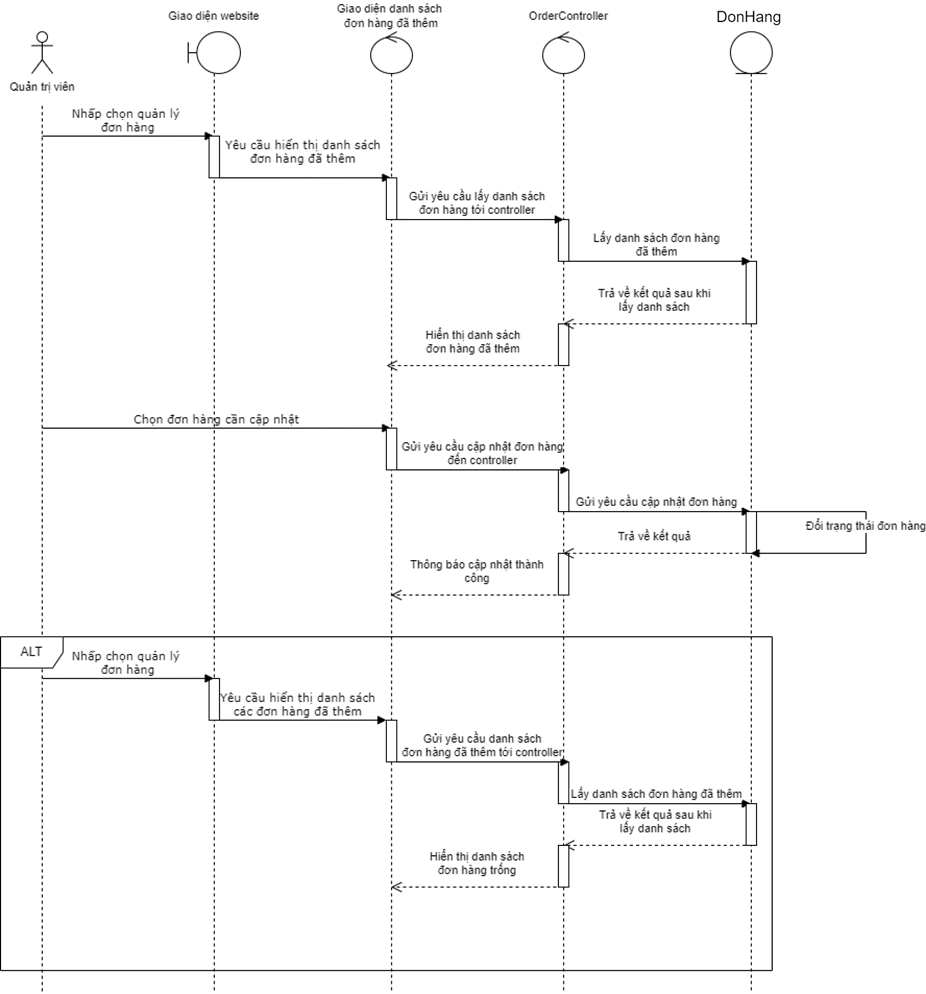 Giao diện website
Giao diện danh sách
đơn hàng đã thêm
OrderController
DonHang
Quản trị viên
Nhấp chọn quản lý
đơn hàng
Yêu cầu hiển thị danh sách
đơn hàng đã thêm
Gửi yêu cầu lấy danh sách
đơn hàng tới controller
Lấy danh sách đơn hàng
đã thêm
Trả về kết quả sau khi
lấy danh sách
Hiển thị danh sách
đơn hàng đã thêm
Chọn đơn hàng cần cập nhật
Gửi yêu cầu cập nhật đơn hàng
đến controller
Gửi yêu cầu cập nhật đơn hàng
Đổi trạng thái đơn hàng
Trả về kết quả
Thông báo cập nhật thành
công
ALT
Nhấp chọn quản lý
đơn hàng
Yêu cầu hiển thị danh sách
các đơn hàng đã thêm
Gửi yêu cầu danh sách
đơn hàng đã thêm tới controller
Lấy danh sách đơn hàng đã thêm
Trả về kết quả sau khi
lấy danh sách
Hiển thị danh sách
đơn hàng trống